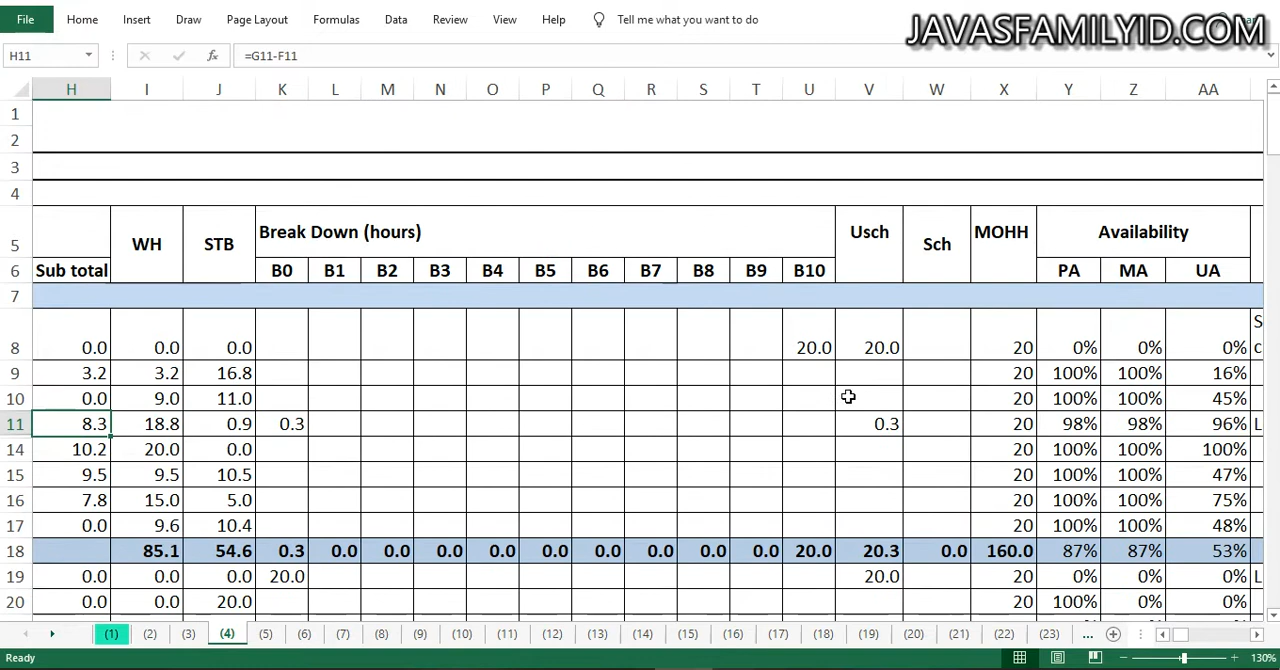 File Home Insert Draw Page Layout Formulas Data Review View Help Tell me what you want to do
JAVASFAMILYID.COM
H11 fx =G11-F11
H I J K L M N O P Q R S T U V W X Y Z AA
1
2
3
4
5 WH STB Break Down (hours) Usch Sch MOHH Availability
6 Sub total B0 B1 B2 B3 B4 B5 B6 B7 B8 B9 B10 PA MA UA
7
S
8 0.0 0.0 0.0 20.0 20.0 20 0% 0% 0% c
9 3.2 3.2 16.8 20 100% 100% 16%
10 0.0 9.0 11.0 20 100% 100% 45%
11 8.3 18.8 0.9 0.3 0.3 20 98% 98% 96% L
14 10.2 20.0 0.0 20 100% 100% 100%
15 9.5 9.5 10.5 20 100% 100% 47%
16 7.8 15.0 5.0 20 100% 100% 75%
17 0.0 9.6 10.4 20 100% 100% 48%
18 85.1 54.6 0.3 0.0 0.0 0.0 0.0 0.0 0.0 0.0 0.0 0.0 20.0 20.3 0.0 160.0 87% 87% 53%
19 0.0 0.0 0.0 20.0 20.0 20 0% 0% 0% L
20 0.0 0.0 20.0 20 100% 0% 0%
(1) (2) (3) (4) (5) (6) (7) (8) (9) (10) (11) (12) (13) (14) (15) (16) (17) (18) (19) (20) (21) (22) (23) ...
Ready 130%